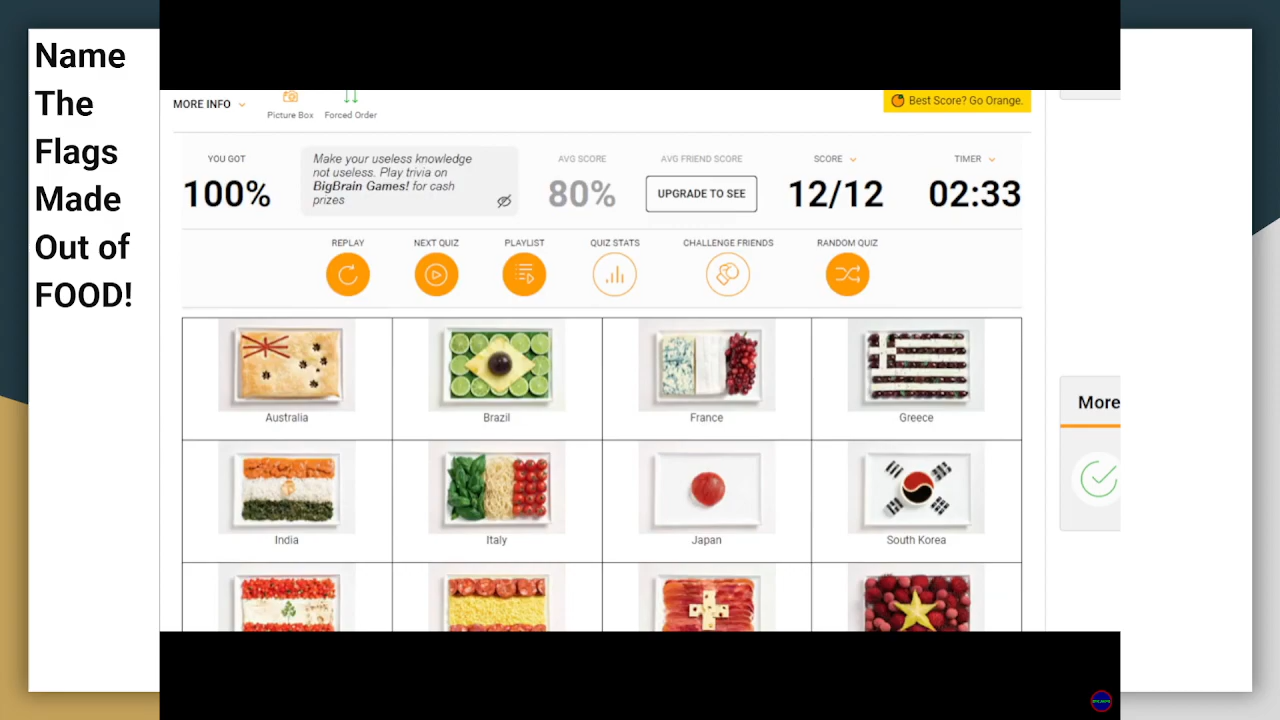 Name
The
Flags
Made
Out of
FOOD!
MORE INFO
Picture Box
Forced Order
Best Score? Go Orange.
YOU GOT
100%
Make your useless knowledge
not useless. Play trivia on
BigBrain Games! for cash
prizes
AVG SCORE
80%
AVG FRIEND SCORE
UPGRADE TO SEE
SCORE
12/12
TIMER
02:33
REPLAY
NEXT QUIZ
PLAYLIST
QUIZ STATS
CHALLENGE FRIENDS
RANDOM QUIZ
Australia
Brazil
France
Greece
More
India
Italy
Japan
South Korea